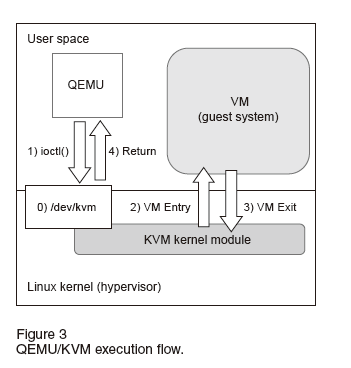 User space
QEMU
VM
(guest system)
1) ioctl()
4) Return
0) /dev/kvm
2) VM Entry
3) VM Exit
KVM kernel module
Linux kernel (hypervisor)
Figure 3
QEMU/KVM execution flow.